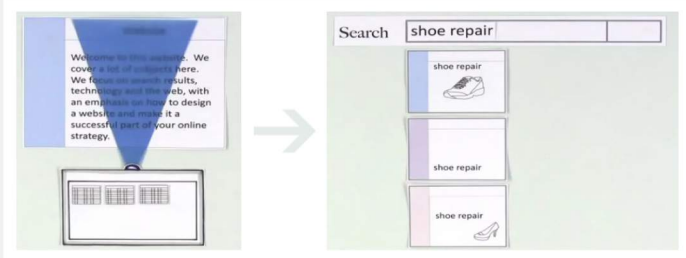 Welcome to this website. We
cover a lot of here.
We focus on search results,
technology and the web, with
an emphasis on how to design
a website and make it a
successful part of your online
strategy.
Search shoe repair
shoe repair
shoe repair
shoe repair